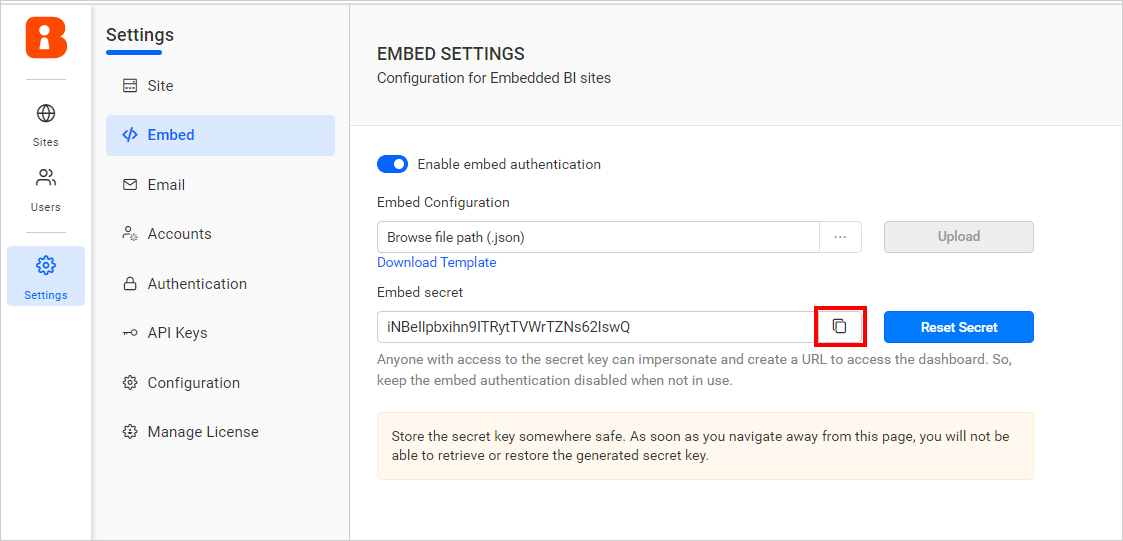 Settings
Site
Embed
Email
Accounts
Authentication
API Keys
Configuration
Manage License
Sites
Users
Settings
EMBED SETTINGS
Configuration for Embedded BI sites
Enable embed authentication
Embed Configuration
Browse file path (.json)
...
Upload
Download Template
Embed secret
iNBeIlpbxihn9ITRytTVWrTZNs62IswQ
Reset Secret
Anyone with access to the secret key can impersonate and create a URL to access the dashboard. So,
keep the embed authentication disabled when not in use.
Store the secret key somewhere safe. As soon as you navigate away from this page, you will not be
able to retrieve or restore the generated secret key.